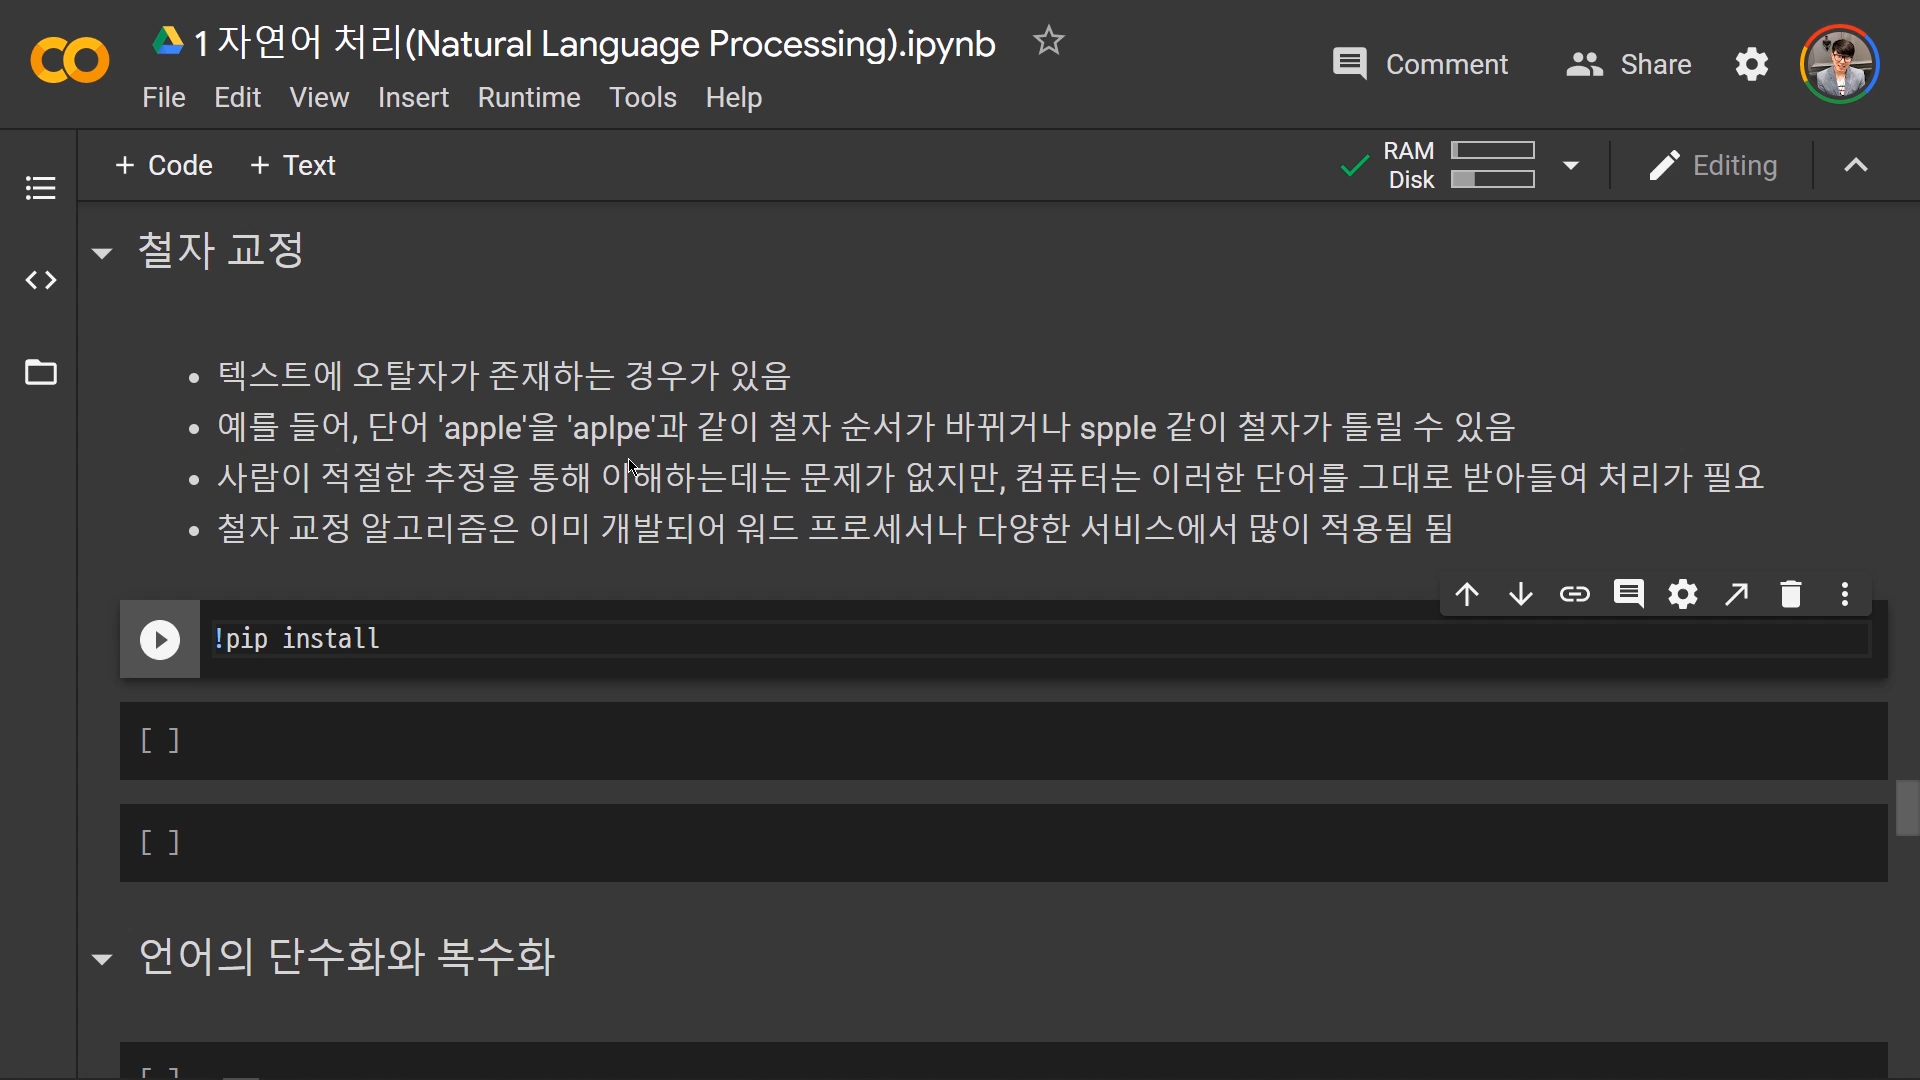 1 자연어 처리(Natural Language Processing).ipynb
Comment
Share
File Edit View Insert Runtime Tools Help
+ Code + Text
RAM
Disk
Editing
철자 교정
• 텍스트에 오탈자가 존재하는 경우가 있음
• 예를 들어, 단어 'apple'을 'aplpe'과 같이 철자 순서가 바뀌거나 spple 같이 철자가 틀릴 수 있음
• 사람이 적절한 추정을 통해 이해하는데는 문제가 없지만, 컴퓨터는 이러한 단어를 그대로 받아들여 처리가 필요
• 철자 교정 알고리즘은 이미 개발되어 워드 프로세서나 다양한 서비스에서 많이 적용됨 됨
!pip install
[ ]
[ ]
언어의 단수화와 복수화
[ ]